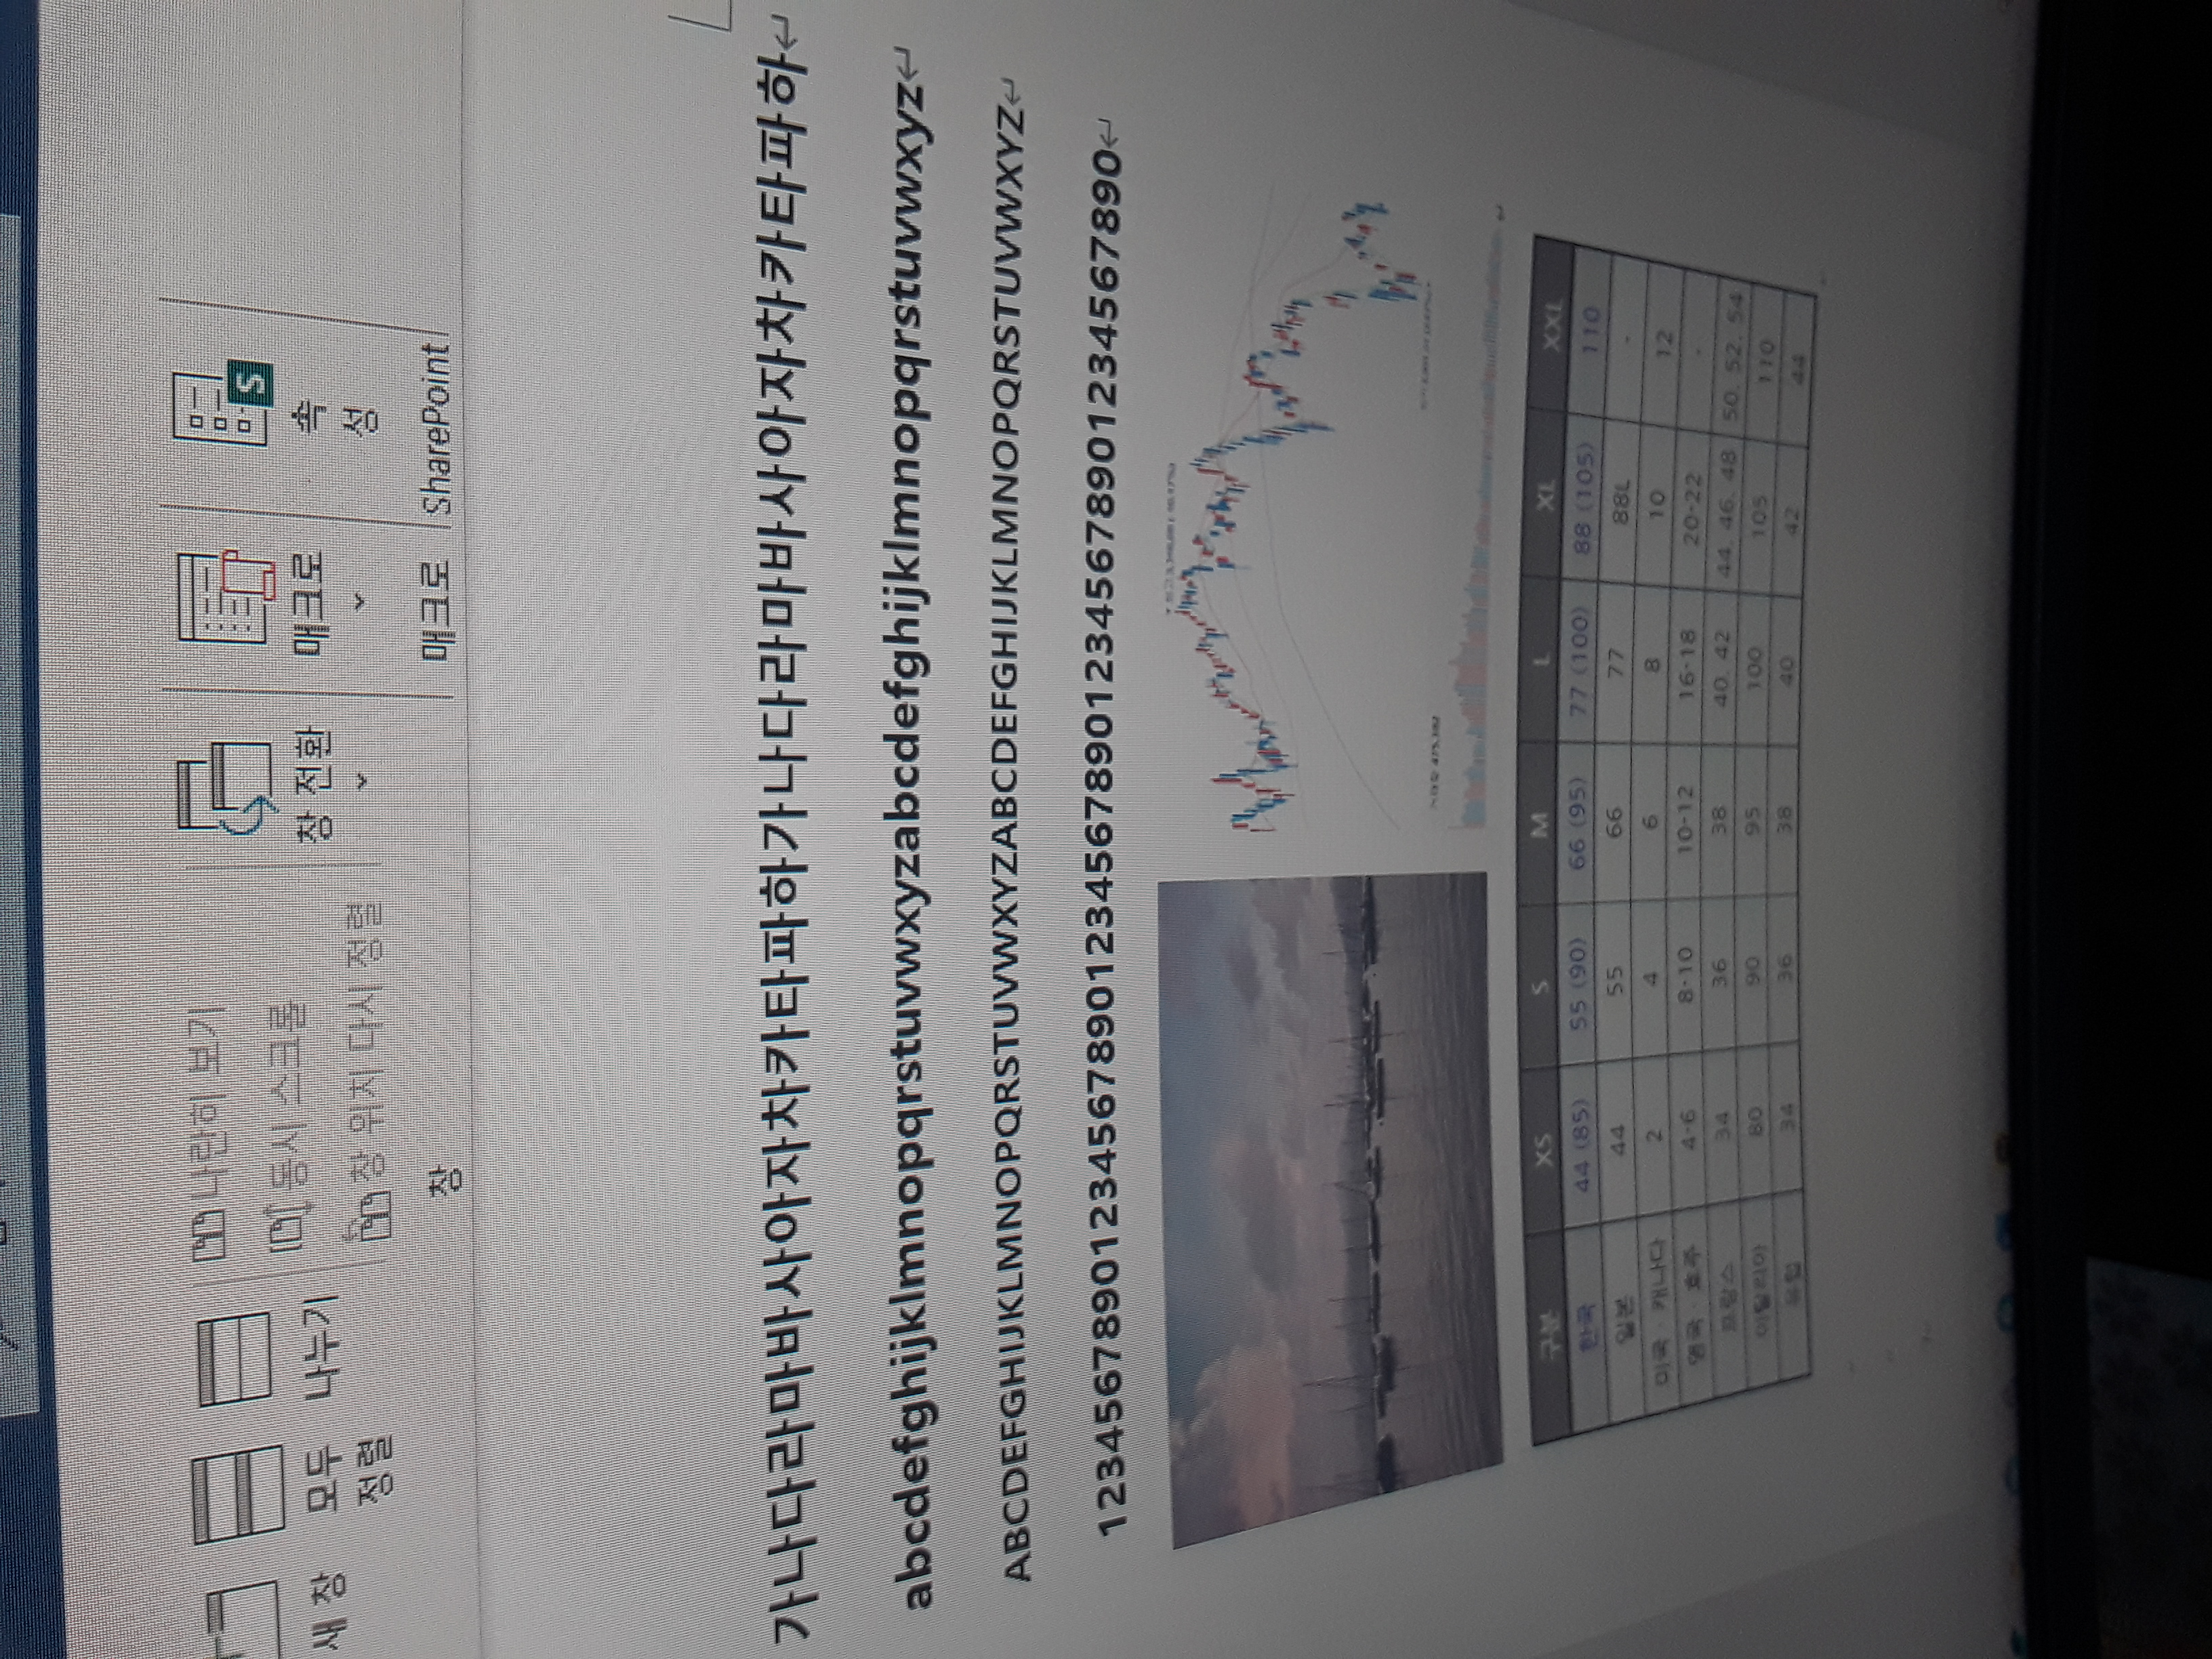 새 창
모두
정렬
나누기
나란히 보기
동시 스크롤
창 위치 다시 정렬
창
창 전환
매크로
매크로
속
성
SharePoint
가나다라마바사아자차카타파하가나다라마바사아자차카타파하
abcdefghijklmnopqrstuvwxyzabcdefghijklmnopqrstuvwxyz
ABCDEFGHIJKLMNOPQRSTUVWXYZABCDEFGHIJKLMNOPQRSTUVWXYZ
12345678901234567890123456789012345678901234567890
구분 XS S M L XL XXL
한국 44 (85) 55 (90) 66 (95) 77 (100) 88 (105) 110
일본 44 55 66 77 88L -
미국 · 캐나다 2 4 6 8 10 12
영국 · 호주 4-6 8-10 10-12 16-18 20-22 -
프랑스 34 36 38 40, 42 44, 46, 48 50, 52, 54
이탈리아 80 90 95 100 105 110
유럽 34 36 38 40 42 44